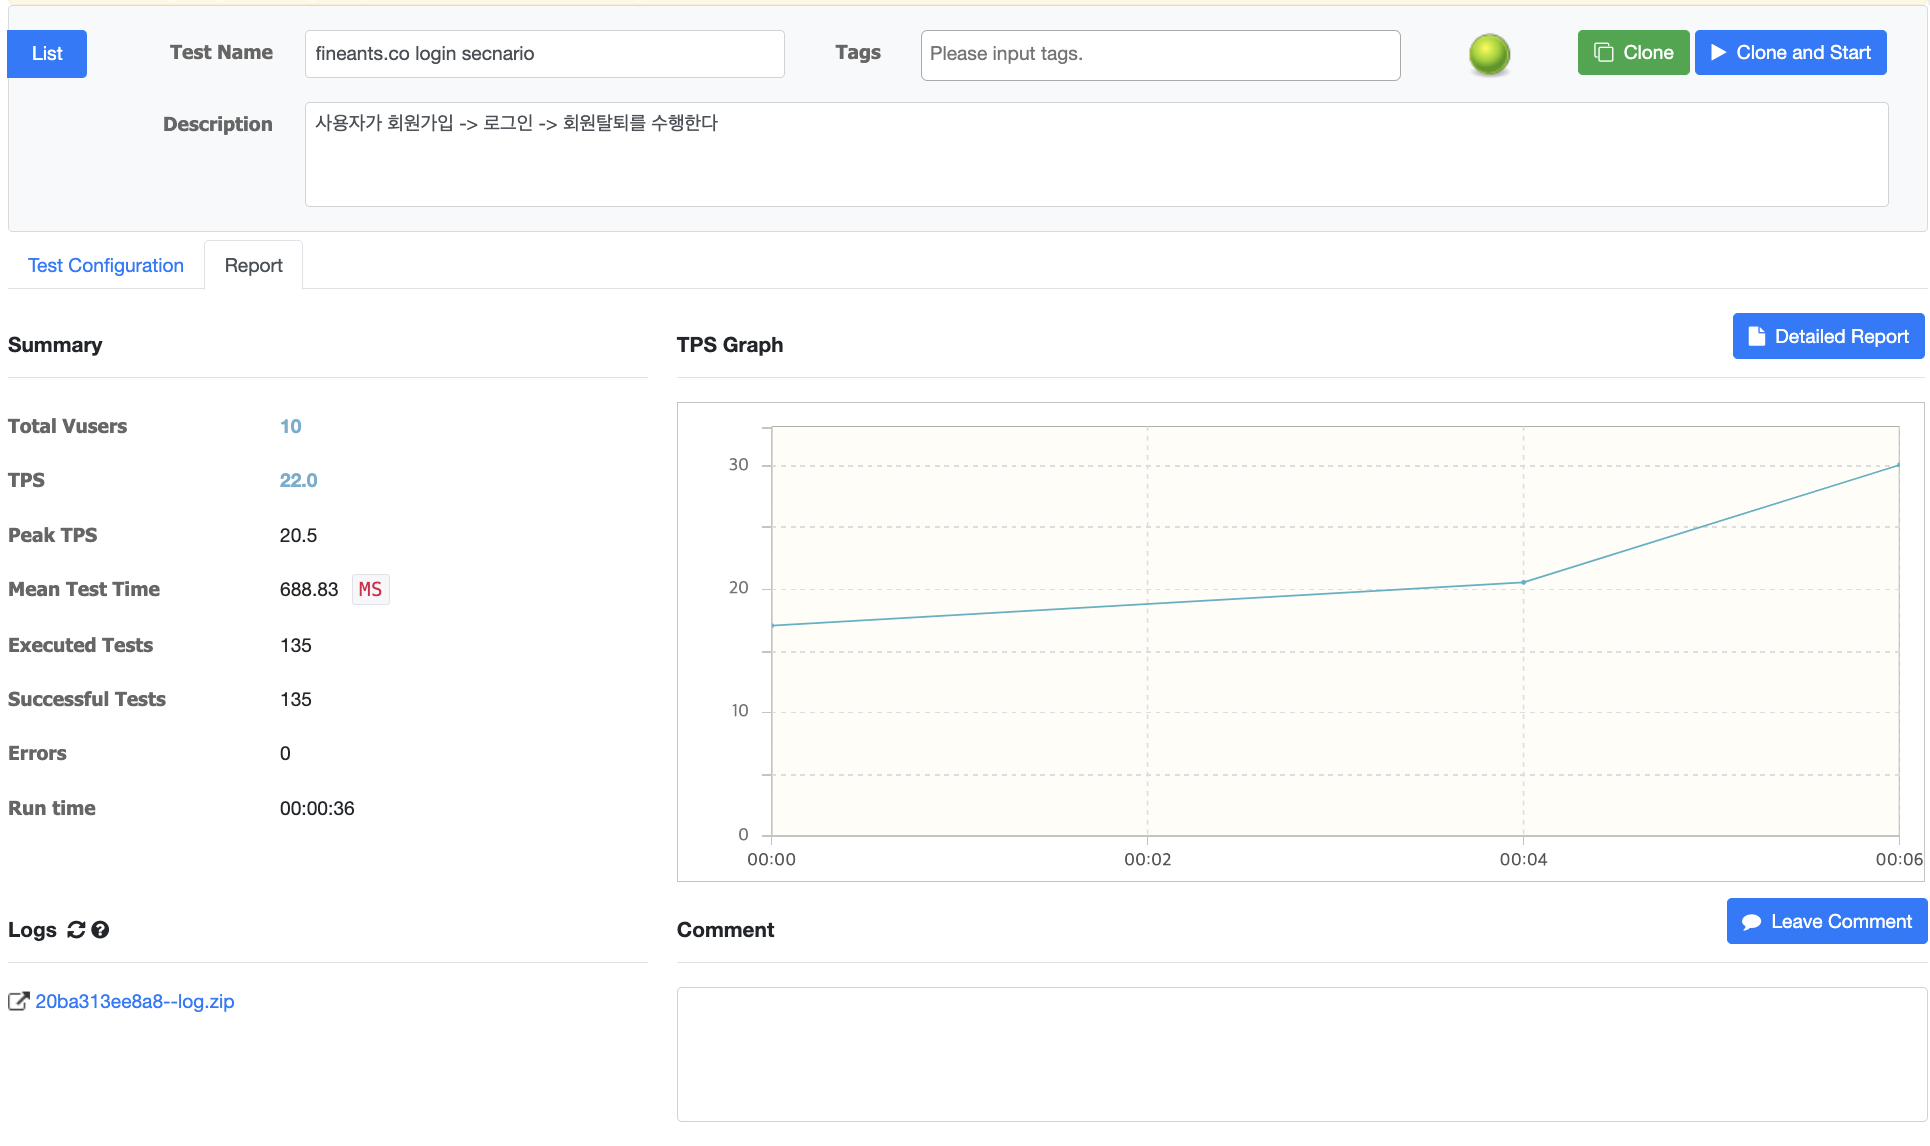 List
Test Name
fineants.co login secnario
Tags
Please input tags.
Clone
Clone and Start
Description
사용자가 회원가입 -> 로그인 -> 회원탈퇴를 수행한다
Test Configuration
Report
Summary
Total Vusers 10
TPS 22.0
Peak TPS 20.5
Mean Test Time 688.83 MS
Executed Tests 135
Successful Tests 135
Errors 0
Run time 00:00:36
TPS Graph
Detailed Report
30
20
10
0
00:00 00:02 00:04 00:06
Logs
20ba313ee8a8--log.zip
Comment
Leave Comment